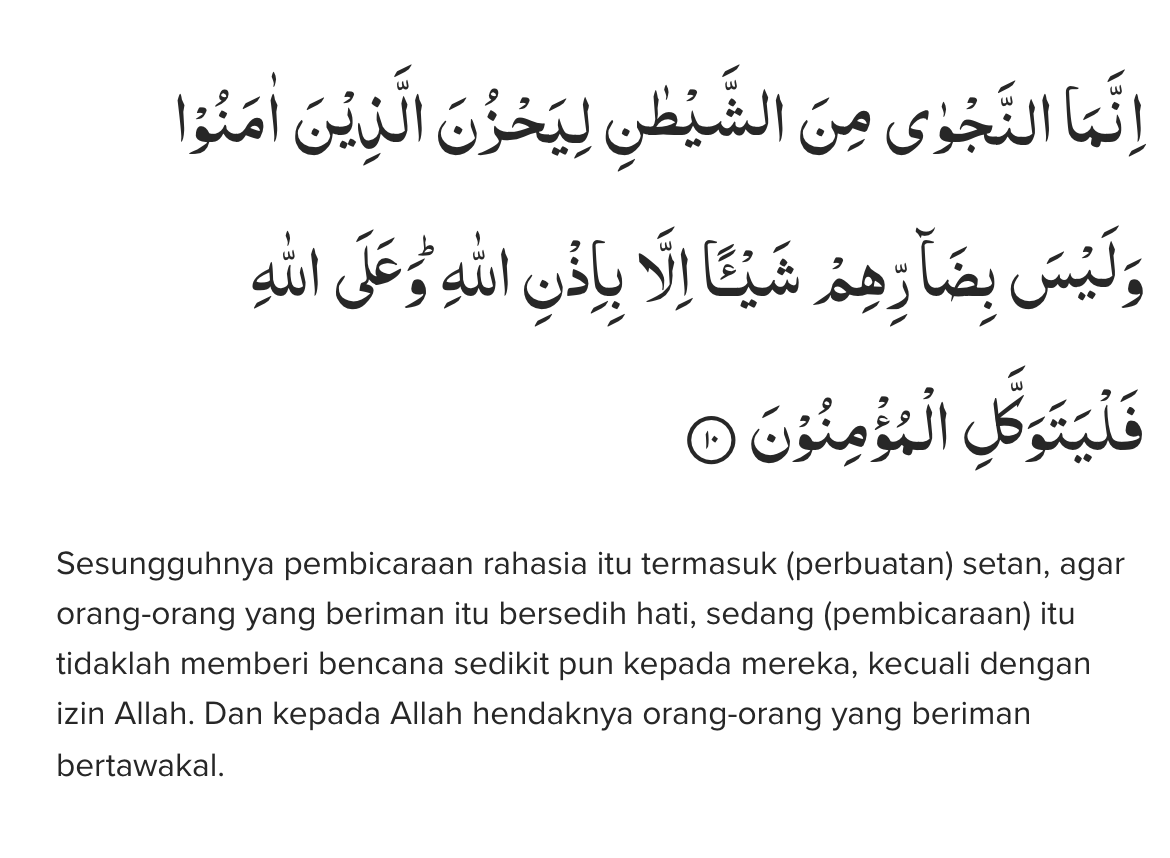 اِنَّمَا النَّجْوٰى مِنَ الشَّيْطٰنِ لِيَحْزُنَ الَّذِيْنَ اٰمَنُوْا
وَلَيْسَ بِضَاۤرِّهِمْ شَيْـًٔا اِلَّا بِاِذْنِ اللّٰهِ ۗوَعَلَى اللّٰهِ
فَلْيَتَوَكَّلِ الْمُؤْمِنُوْنَ ١٠
Sesungguhnya pembicaraan rahasia itu termasuk (perbuatan) setan, agar
orang-orang yang beriman itu bersedih hati, sedang (pembicaraan) itu
tidaklah memberi bencana sedikit pun kepada mereka, kecuali dengan
izin Allah. Dan kepada Allah hendaknya orang-orang yang beriman
bertawakal.